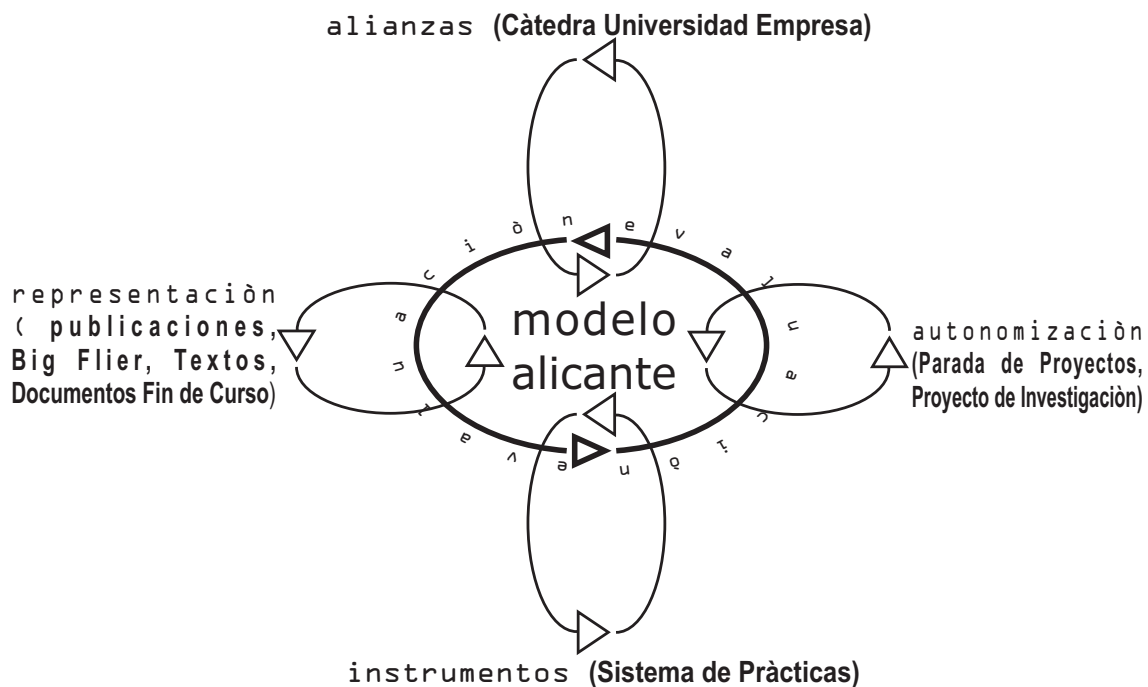 alianzas (Càtedra Universidad Empresa)
evaluaciòn
evaluaciòn
representaciòn
( publicaciones,
Big Flier, Textos,
Documentos Fin de Curso)
modelo
alicante
autonomizaciòn
(Parada de Proyectos,
Proyecto de Investigaciòn)
instrumentos (Sistema de Pràcticas)